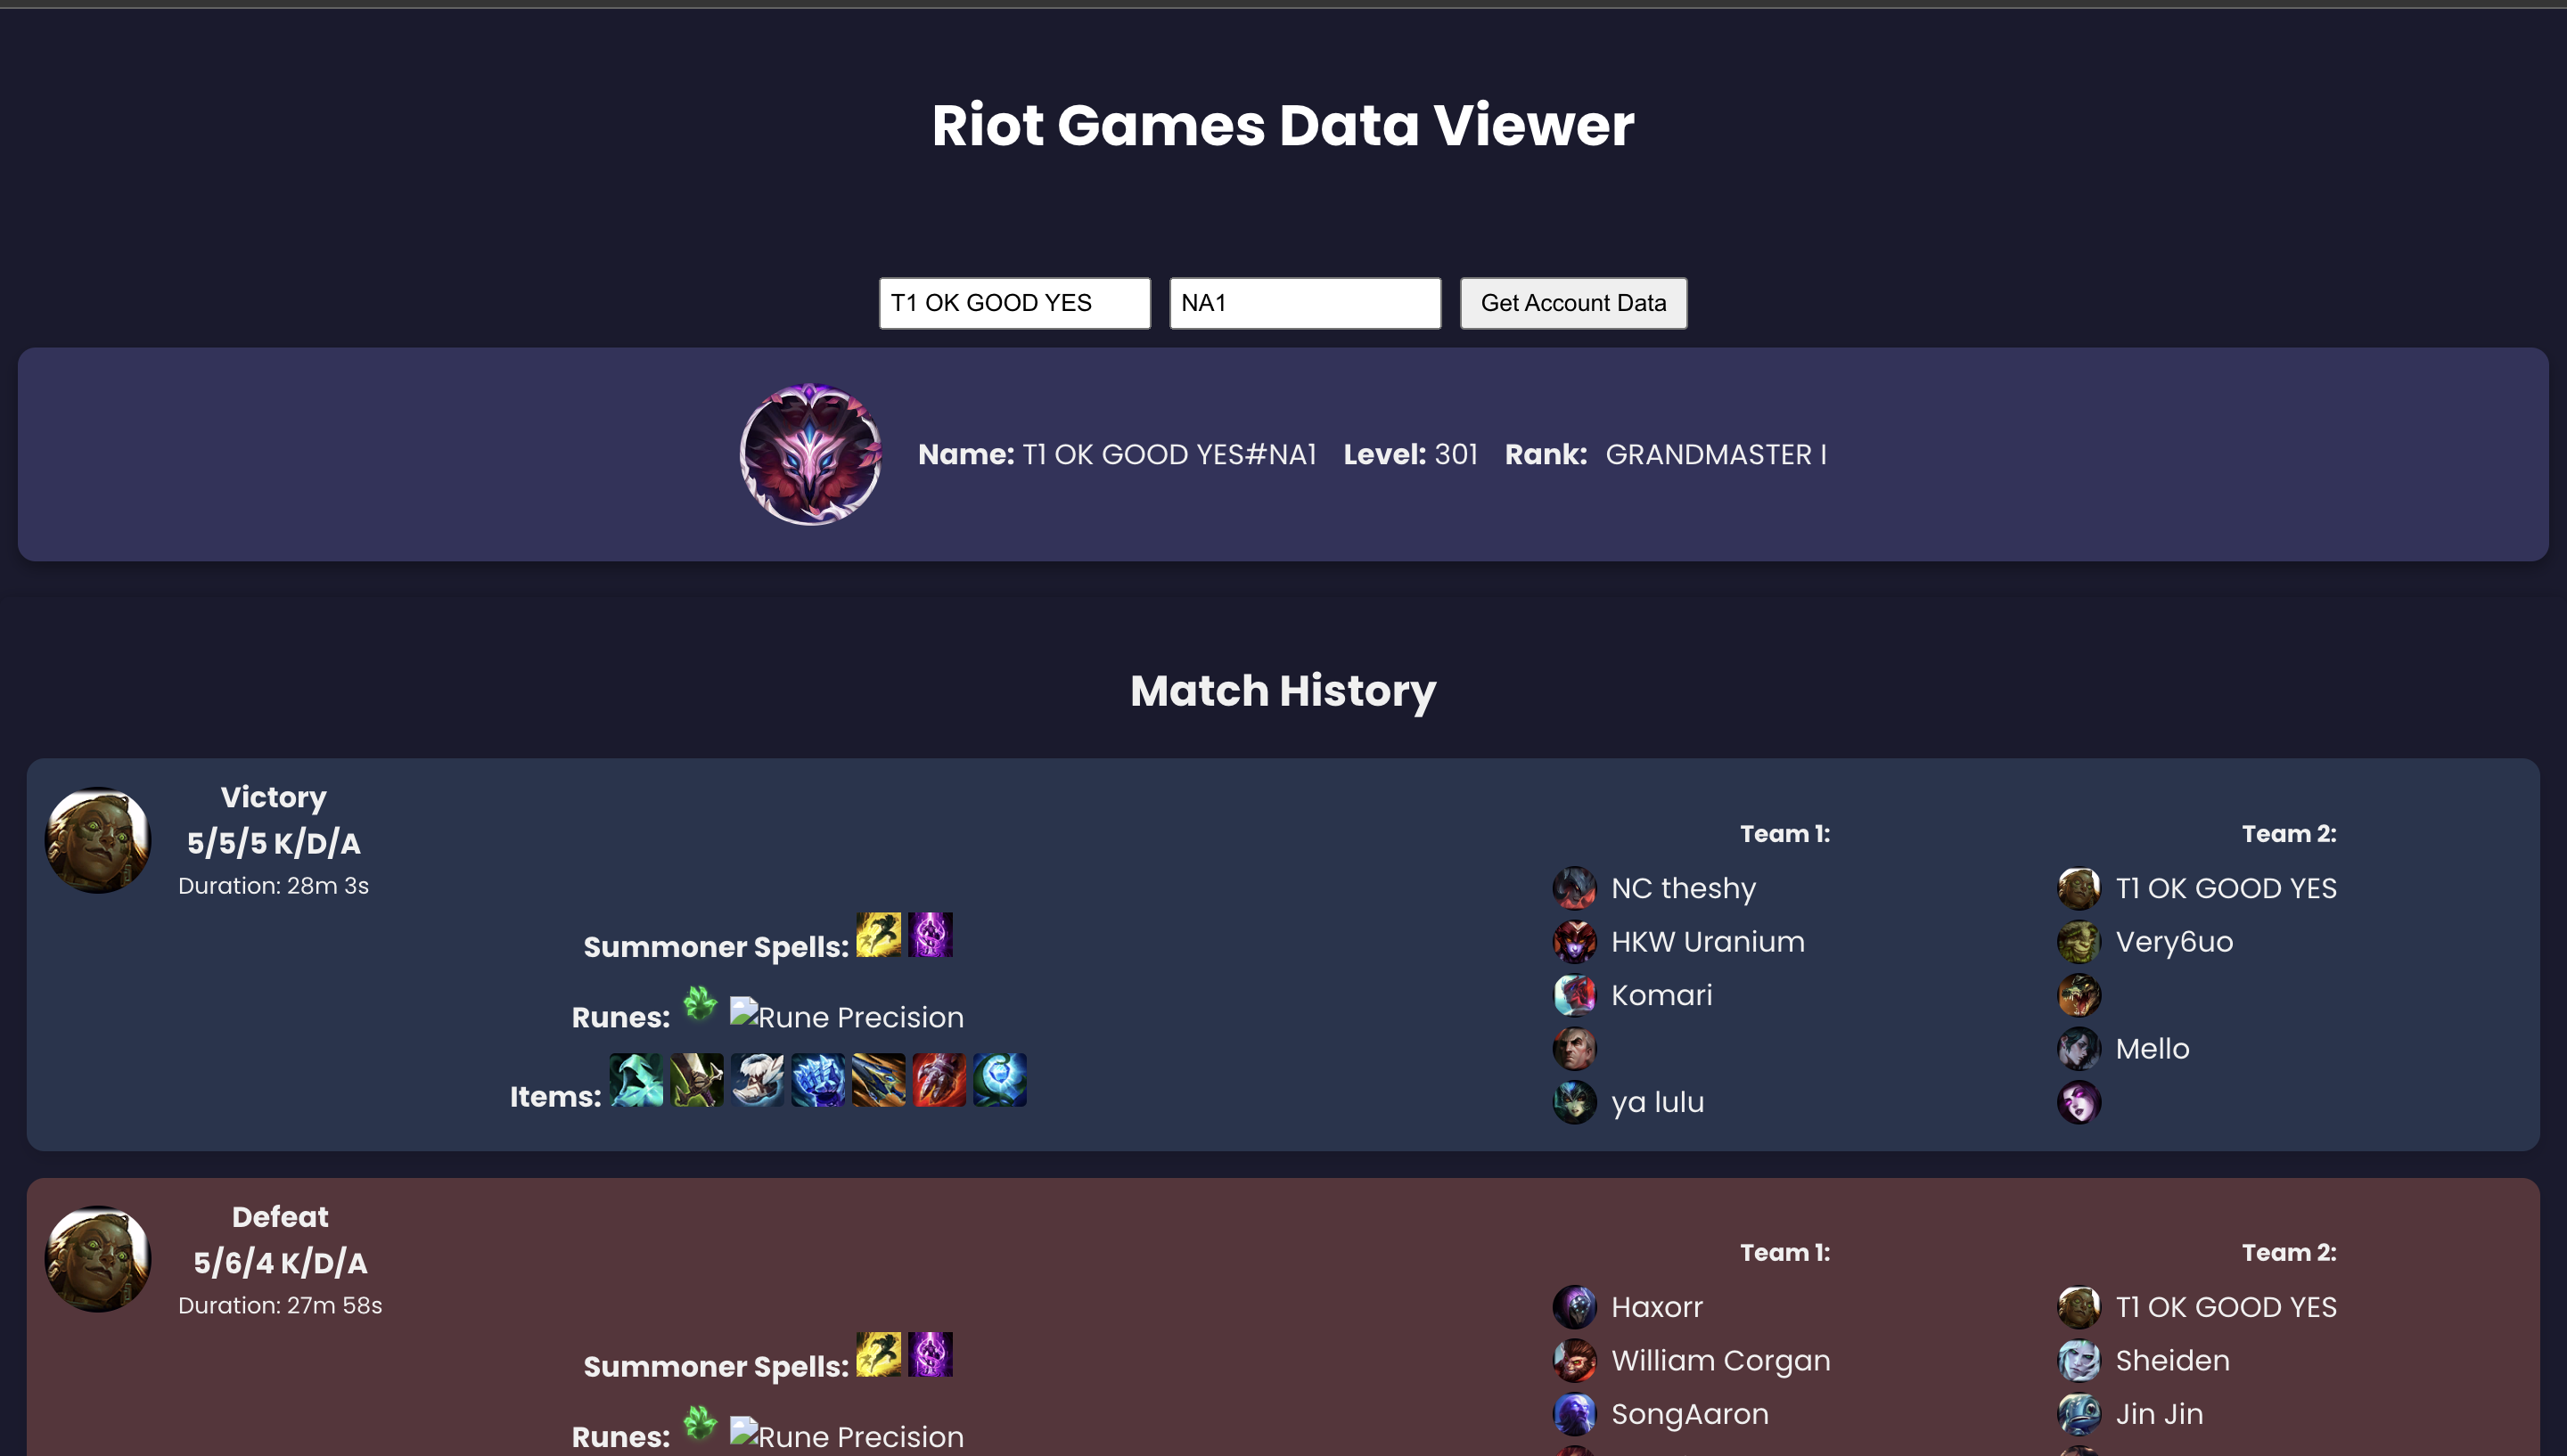 Riot Games Data Viewer
T1 OK GOOD YES NA1 Get Account Data
Name: T1 OK GOOD YES#NA1 Level: 301 Rank: GRANDMASTER I
Match History
Victory
5/5/5 K/D/A
Duration: 28m 3s
Summoner Spells:
Runes: Rune Precision
Items:
Team 1:
NC theshy
HKW Uranium
Komari
ya lulu
Team 2:
T1 OK GOOD YES
Very6uo
Mello
Defeat
5/6/4 K/D/A
Duration: 27m 58s
Summoner Spells:
Runes: Rune Precision
Team 1:
Haxorr
William Corgan
SongAaron
Team 2:
T1 OK GOOD YES
Sheiden
Jin Jin